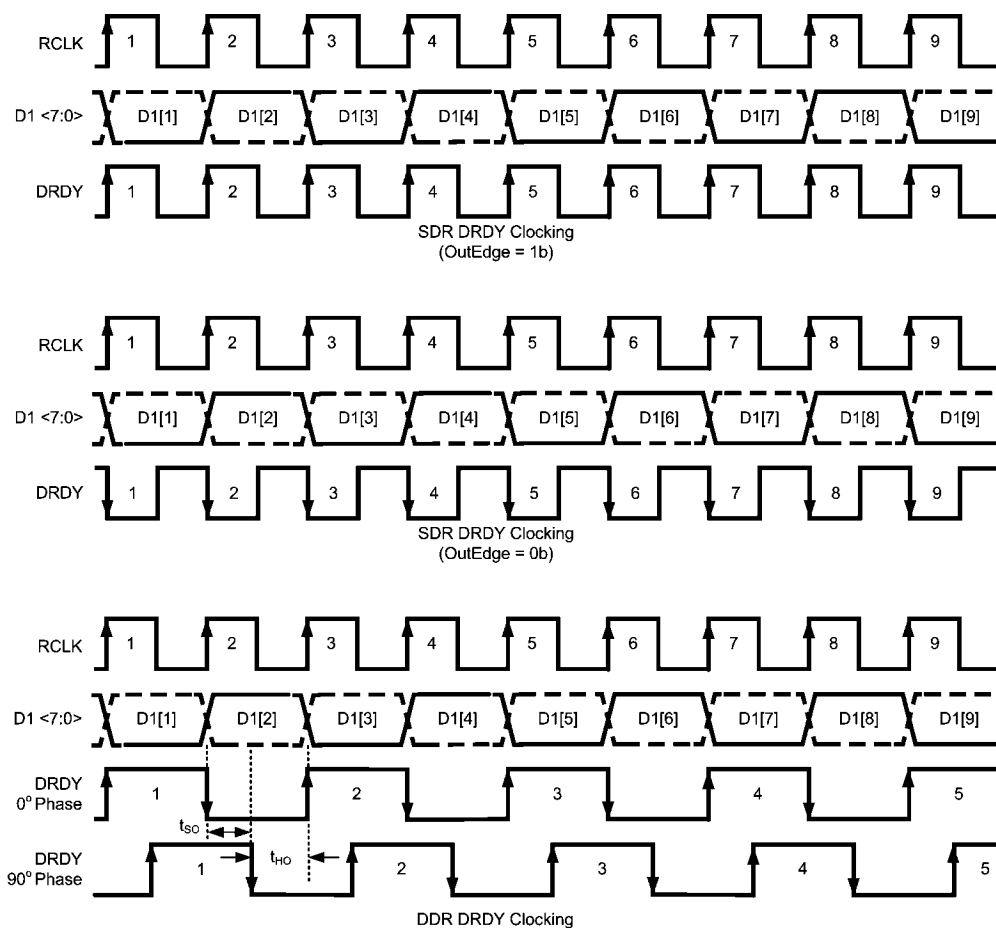 RCLK 1 2 3 4 5 6 7 8 9
D1 <7:0> D1[1] D1[2] D1[3] D1[4] D1[5] D1[6] D1[7] D1[8] D1[9]
DRDY 1 2 3 4 5 6 7 8 9
SDR DRDY Clocking
(OutEdge = 1b)
RCLK 1 2 3 4 5 6 7 8 9
D1 <7:0> D1[1] D1[2] D1[3] D1[4] D1[5] D1[6] D1[7] D1[8] D1[9]
DRDY 1 2 3 4 5 6 7 8 9
SDR DRDY Clocking
(OutEdge = 0b)
RCLK 1 2 3 4 5 6 7 8 9
D1 <7:0> D1[1] D1[2] D1[3] D1[4] D1[5] D1[6] D1[7] D1[8] D1[9]
DRDY
0° Phase 1 2 3 4 5
tSO
DRDY
90° Phase 1 tHO 2 3 4 5
DDR DRDY Clocking